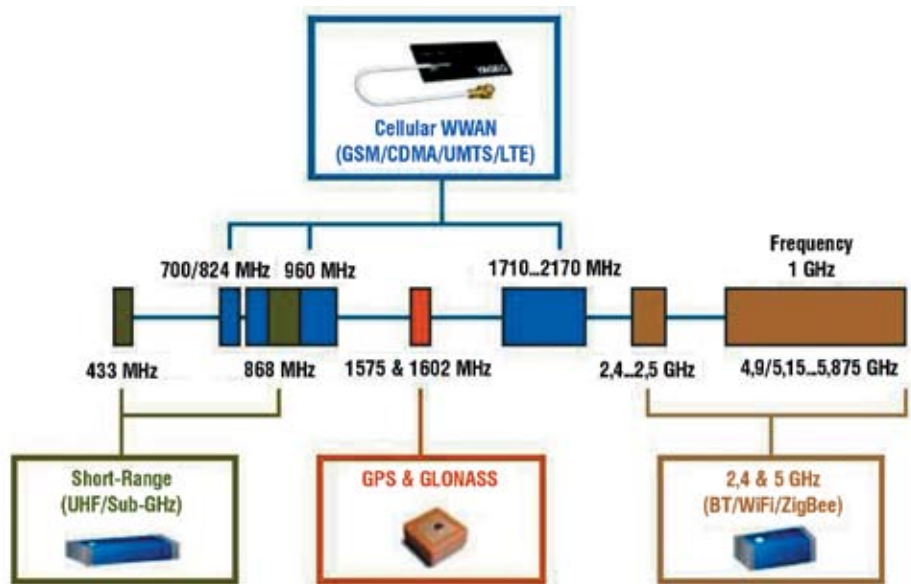 YAGEO
Cellular WWAN
(GSM/CDMA/UMTS/LTE)
Frequency
700/824 MHz 960 MHz 1710...2170 MHz 1 GHz
433 MHz 868 MHz 1575 & 1602 MHz 2,4...2,5 GHz 4,9/5,15...5,875 GHz
Short-Range
(UHF/Sub-GHz)
GPS & GLONASS
2,4 & 5 GHz
(BT/WiFi/ZigBee)